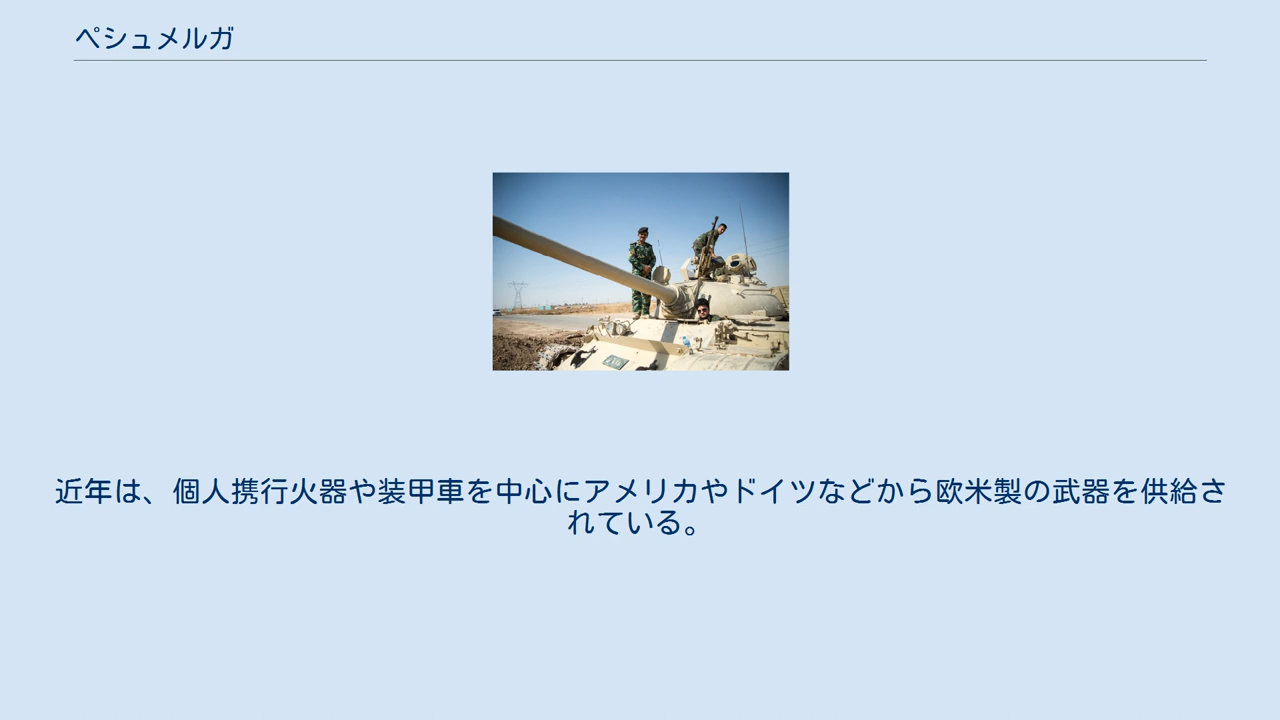 ペシュメルガ
近年は、個人携行火器や装甲車を中心にアメリカやドイツなどから欧米製の武器を供給さ
れている。